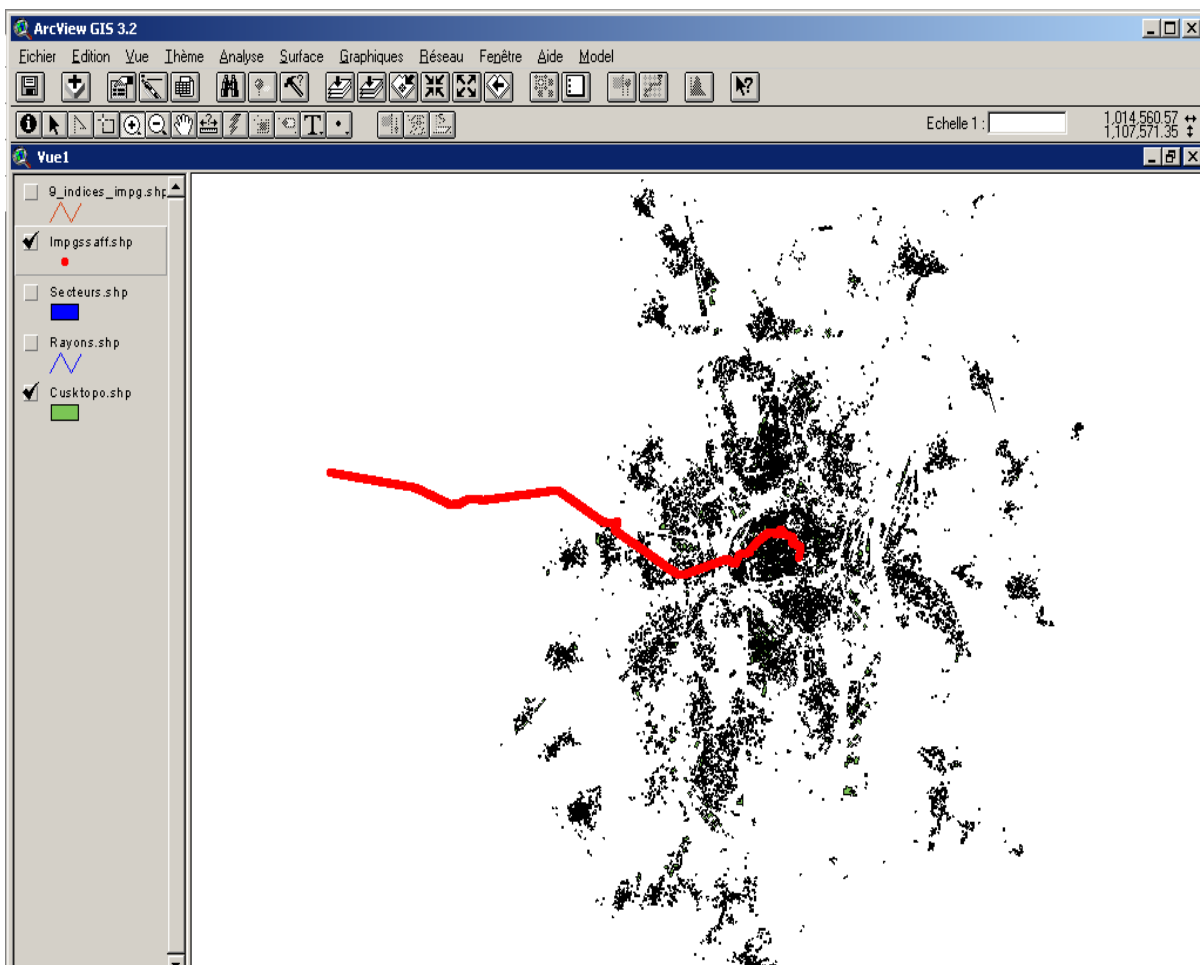 ArcView GIS 3.2
Fichier Edition Vue Thème Analyse Surface Graphiques Réseau Fenêtre Aide Model
Echelle 1 :
1,014,560.57
1,107,571.35
Vue1
9_indices_impg.shp
Impgssaff.shp
Secteurs.shp
Rayons.shp
Cusktopo.shp